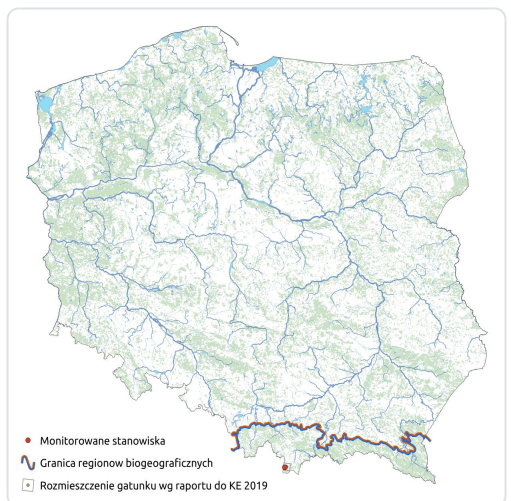 Monitorowane stanowiska
Granica regionow biogeograficznych
Rozmieszczenie gatunku wg raportu do KE 2019